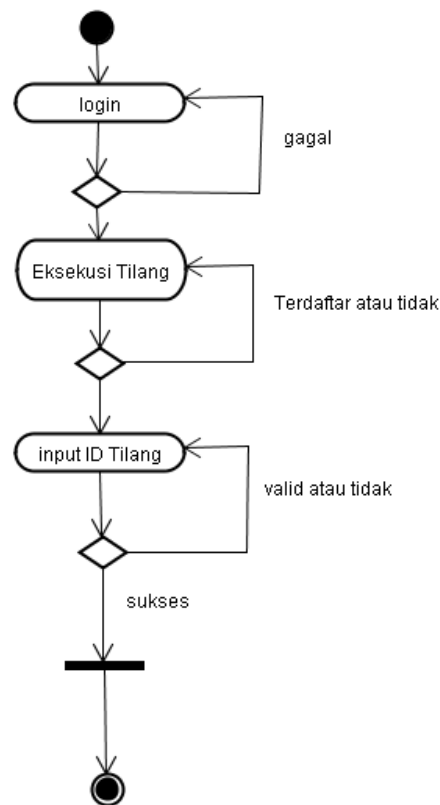 login
gagal
Eksekusi Tilang
Terdaftar atau tidak
input ID Tilang
valid atau tidak
sukses